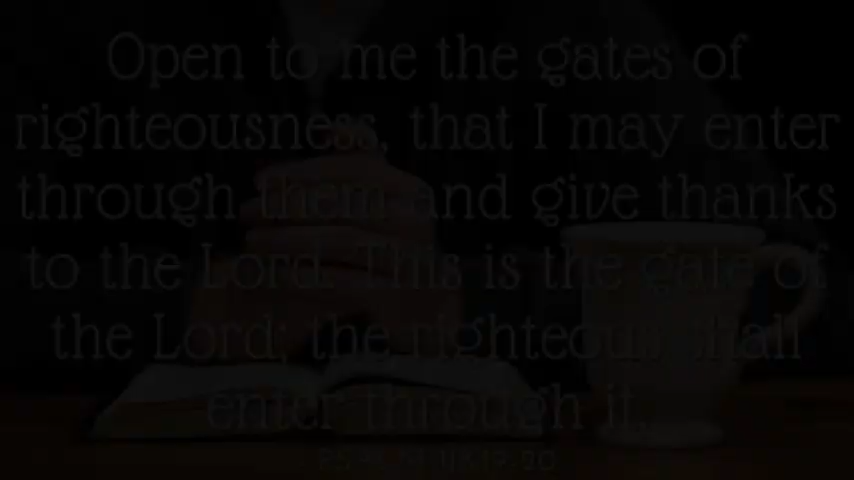 Open to me the gates of
righteousness, that I may enter
through them and give thanks
to the Lord. This is the gate of
the Lord; the righteous shall
enter through it.